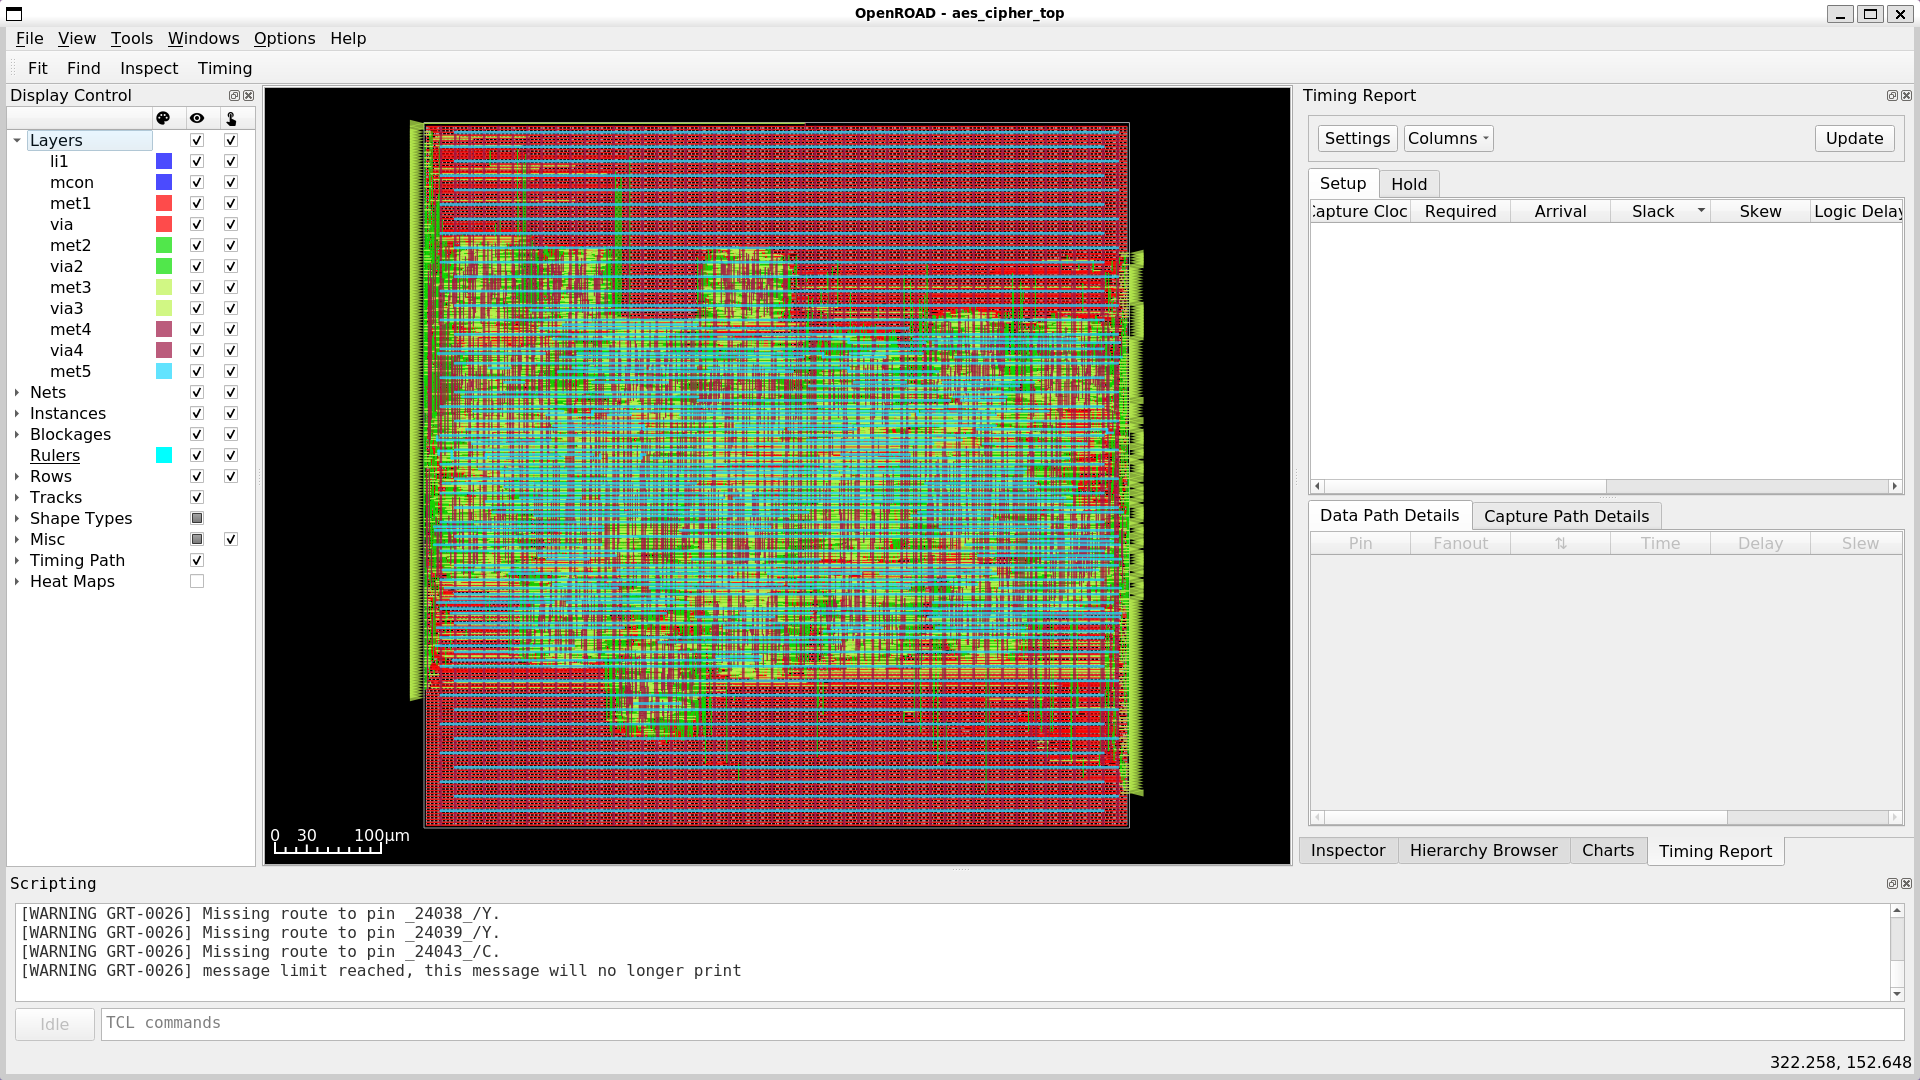 OpenROAD - aes_cipher_top
File View Tools Windows Options Help
Fit Find Inspect Timing
Display Control
Layers
li1
mcon
met1
via
met2
via2
met3
via3
met4
via4
met5
Nets
Instances
Blockages
Rulers
Rows
Tracks
Shape Types
Misc
Timing Path
Heat Maps
0 30 100μm
Timing Report
Settings Columns Update
Setup Hold
Capture Cloc Required Arrival Slack Skew Logic Delay
Data Path Details Capture Path Details
Pin Fanout ⇅ Time Delay Slew
Inspector Hierarchy Browser Charts Timing Report
Scripting
[WARNING GRT-0026] Missing route to pin _24038_/Y.
[WARNING GRT-0026] Missing route to pin _24039_/Y.
[WARNING GRT-0026] Missing route to pin _24043_/C.
[WARNING GRT-0026] message limit reached, this message will no longer print
Idle TCL commands
322.258, 152.648